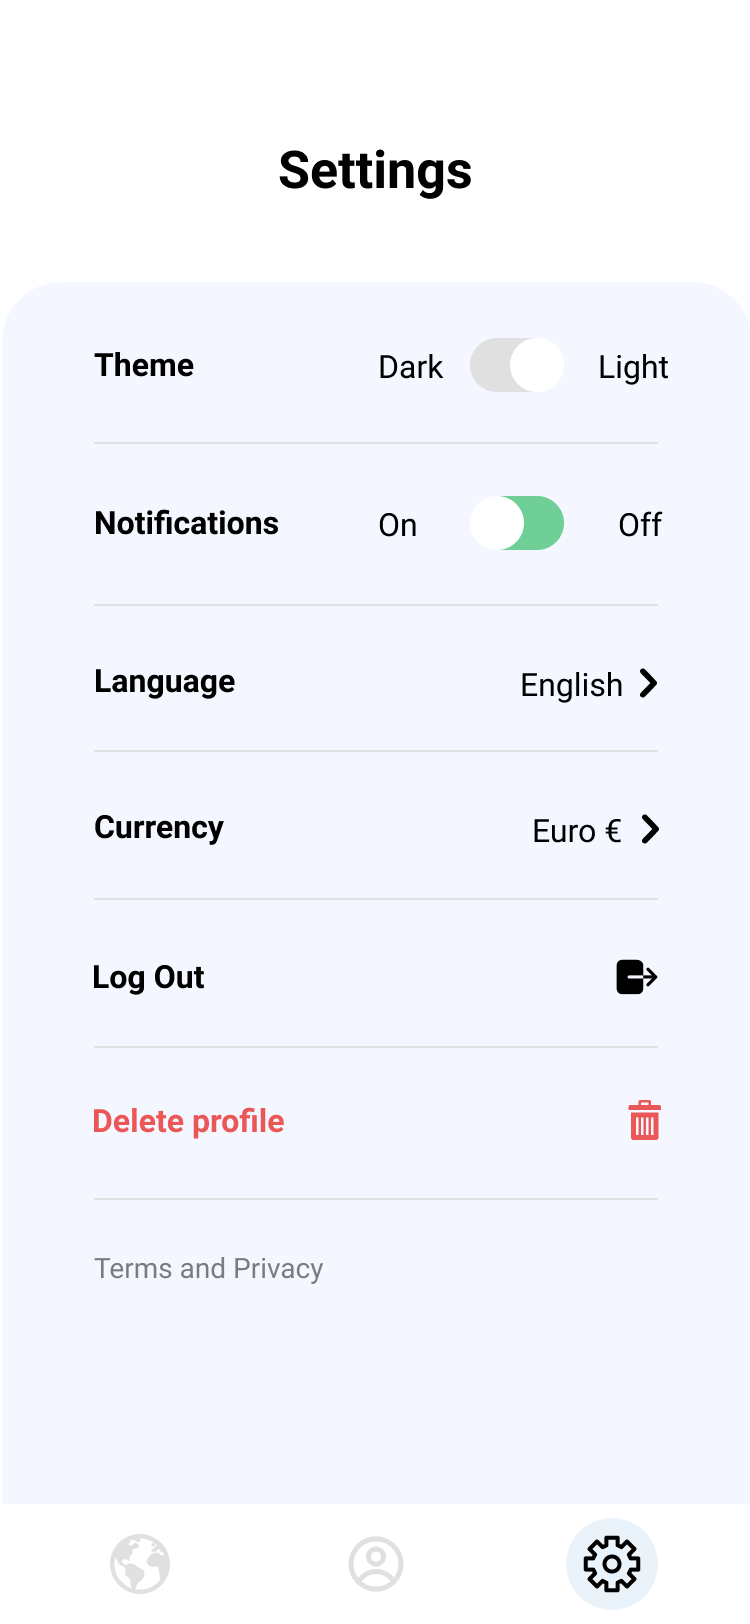 Settings
Theme Dark Light
Notifications On Off
Language English
Currency Euro €
Log Out
Delete profile
Terms and Privacy